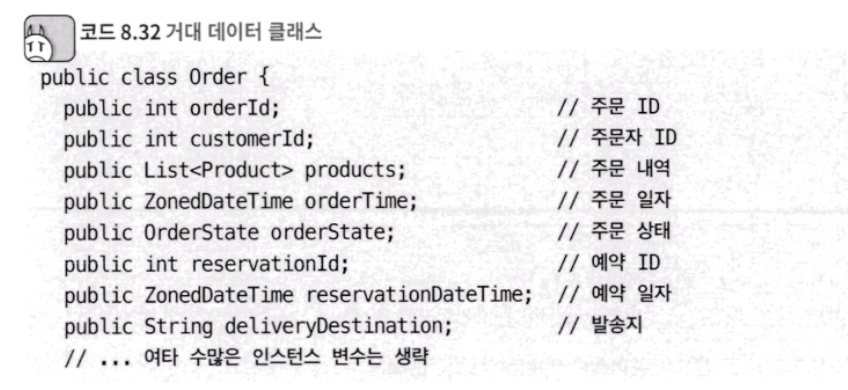 코드 8.32 거대 데이터 클래스
public class Order {
public int orderId; // 주문 ID
public int customerId; // 주문자 ID
public List<Product> products; // 주문 내역
public ZonedDateTime orderTime; // 주문 일자
public OrderState orderState; // 주문 상태
public int reservationId; // 예약 ID
public ZonedDateTime reservationDateTime; // 예약 일자
public String deliveryDestination; // 발송지
// ... 여타 수많은 인스턴스 변수는 생략